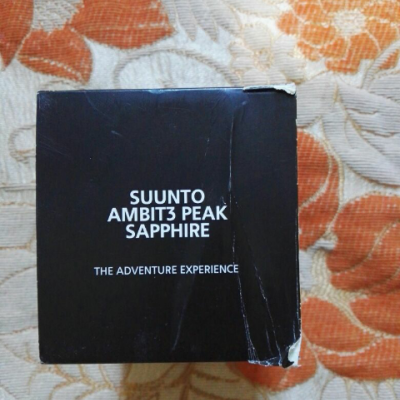 SUUNTO
AMBIT3 PEAK
SAPPHIRE
THE ADVENTURE EXPERIENCE